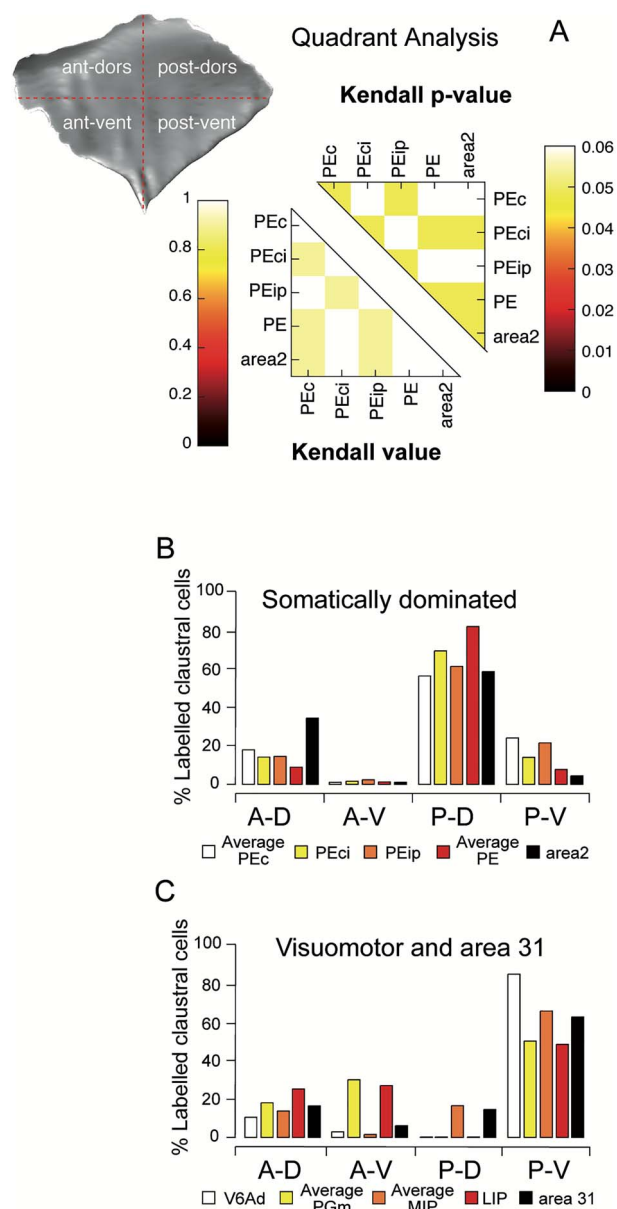 Quadrant Analysis
A
ant-dors
post-dors
ant-vent
post-vent
Kendall p-value
PEc
PEci
PEip
PE
area2
PEc
PEci
PEip
PE
area2
0.06
0.05
0.04
0.03
0.02
0.01
0
1
0.8
0.6
0.4
0.2
0
PEc
PEci
PEip
PE
area2
PEc
PEci
PEip
PE
area2
Kendall value
B
Somatically dominated
% Labelled claustral cells
100
80
60
40
20
0
A-D A-V P-D P-V
Average PEc PEci PEip Average PE area2
C
Visuomotor and area 31
% Labelled claustral cells
100
80
60
40
20
0
A-D A-V P-D P-V
V6Ad Average PGm Average MIP LIP area 31